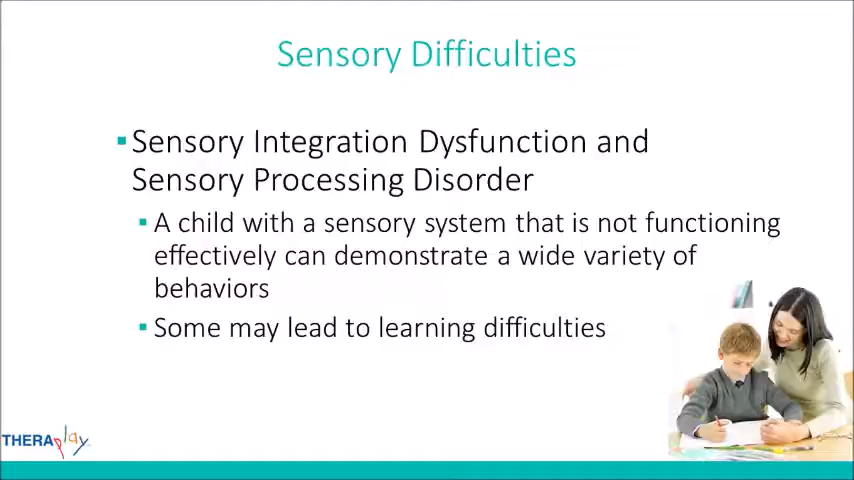 Sensory Difficulties
▪Sensory Integration Dysfunction and
Sensory Processing Disorder
▪A child with a sensory system that is not functioning
effectively can demonstrate a wide variety of
behaviors
▪Some may lead to learning difficulties
THERAplay